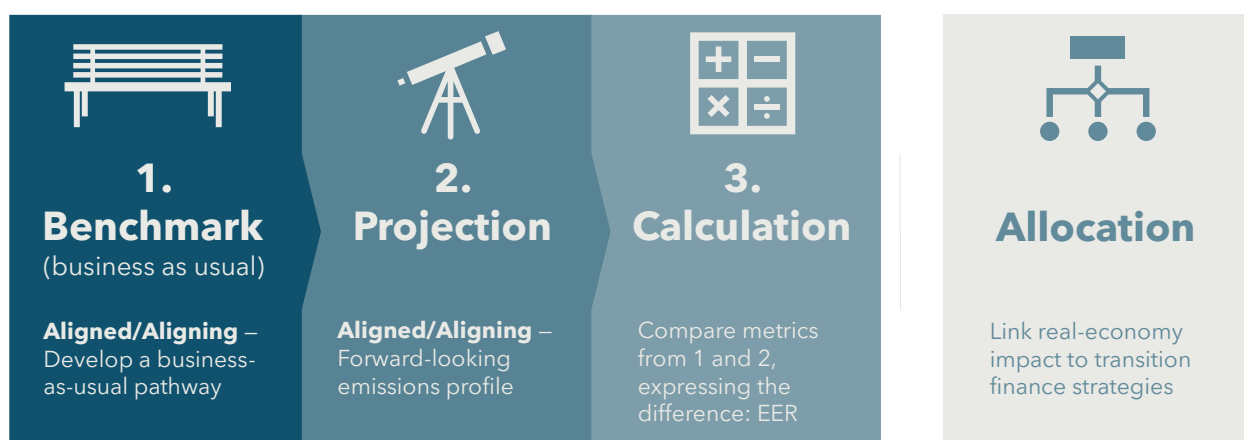 1.
Benchmark
(business as usual)
Aligned/Aligning –
Develop a business-
as-usual pathway
2.
Projection
Aligned/Aligning –
Forward-looking
emissions profile
3.
Calculation
Compare metrics
from 1 and 2,
expressing the
difference: EER
Allocation
Link real-economy
impact to transition
finance strategies